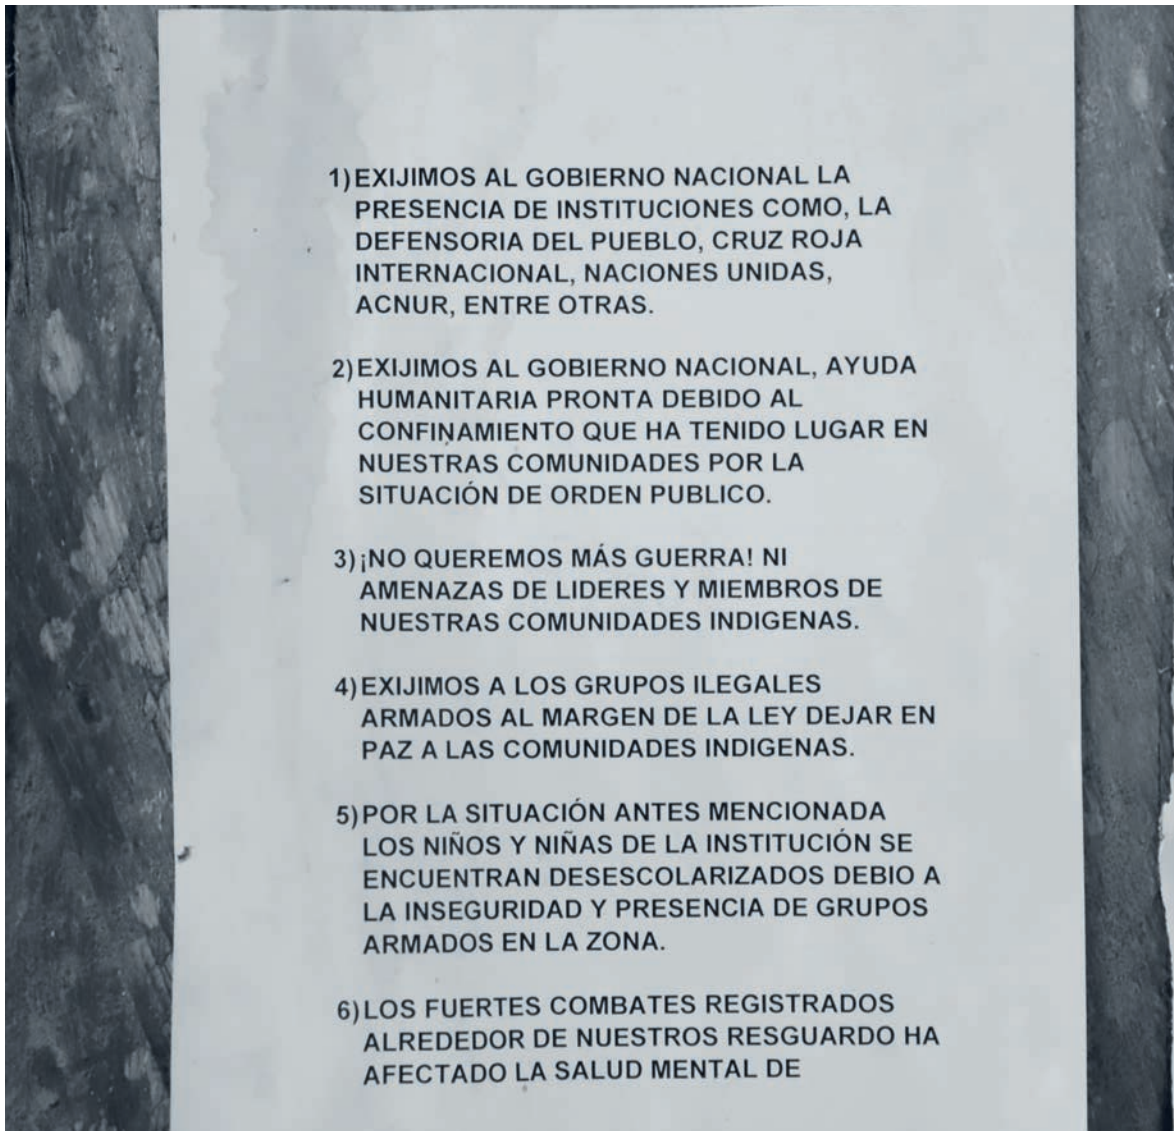 1) EXIJIMOS AL GOBIERNO NACIONAL LA
PRESENCIA DE INSTITUCIONES COMO, LA
DEFENSORIA DEL PUEBLO, CRUZ ROJA
INTERNACIONAL, NACIONES UNIDAS,
ACNUR, ENTRE OTRAS.
2) EXIJIMOS AL GOBIERNO NACIONAL, AYUDA
HUMANITARIA PRONTA DEBIDO AL
CONFINAMIENTO QUE HA TENIDO LUGAR EN
NUESTRAS COMUNIDADES POR LA
SITUACIÓN DE ORDEN PUBLICO.
3) ¡NO QUEREMOS MÁS GUERRA! NI
AMENAZAS DE LIDERES Y MIEMBROS DE
NUESTRAS COMUNIDADES INDIGENAS.
4) EXIJIMOS A LOS GRUPOS ILEGALES
ARMADOS AL MARGEN DE LA LEY DEJAR EN
PAZ A LAS COMUNIDADES INDIGENAS.
5) POR LA SITUACIÓN ANTES MENCIONADA
LOS NIÑOS Y NIÑAS DE LA INSTITUCIÓN SE
ENCUENTRAN DESESCOLARIZADOS DEBIO A
LA INSEGURIDAD Y PRESENCIA DE GRUPOS
ARMADOS EN LA ZONA.
6) LOS FUERTES COMBATES REGISTRADOS
ALREDEDOR DE NUESTROS RESGUARDO HA
AFECTADO LA SALUD MENTAL DE